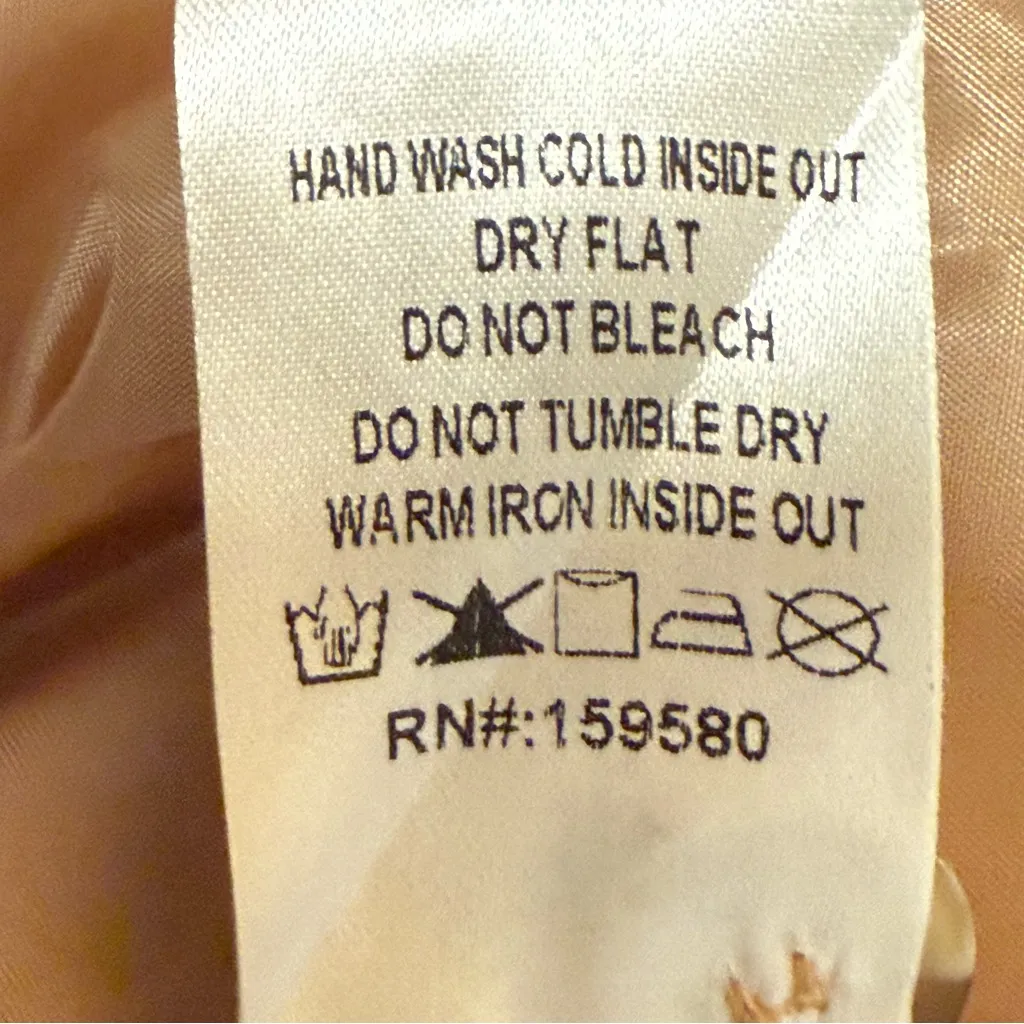 HAND WASH COLD INSIDE OUT
DRY FLAT
DO NOT BLEACH
DO NOT TUMBLE DRY
WARM IRON INSIDE OUT
RN#:159580